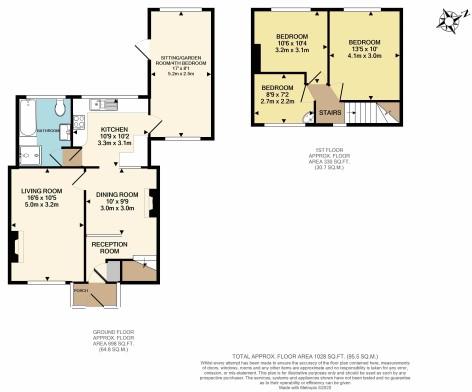 SITTING/GARDEN
ROOM/4TH BEDROOM
17' x 8'1
5.2m x 2.5m
BATHROOM
KITCHEN
10'9 x 10'2
3.3m x 3.1m
LIVING ROOM
16'6 x 10'5
5.0m x 3.2m
DINING ROOM
10' x 9'9
3.0m x 3.0m
RECEPTION
ROOM
PORCH
GROUND FLOOR
APPROX. FLOOR
AREA 698 SQ.FT.
(64.8 SQ.M.)
BEDROOM
10'6 x 10'4
3.2m x 3.1m
BEDROOM
13'5 x 10'
4.1m x 3.0m
BEDROOM
8'9 x 7'2
2.7m x 2.2m
STAIRS
1ST FLOOR
APPROX. FLOOR
AREA 330 SQ.FT.
(30.7 SQ.M.)
N
TOTAL APPROX. FLOOR AREA 1028 SQ.FT. (95.5 SQ.M.)
Whilst every attempt has been made to ensure the accuracy of the floor plan contained here, measurements
of doors, windows, rooms and any other items are approximate and no responsibility is taken for any error,
omission, or mis-statement. This plan is for illustrative purposes only and should be used as such by any
prospective purchaser. The services, systems and appliances shown have not been tested and no guarantee
as to their operability or efficiency can be given
Made with Metropix ©2020